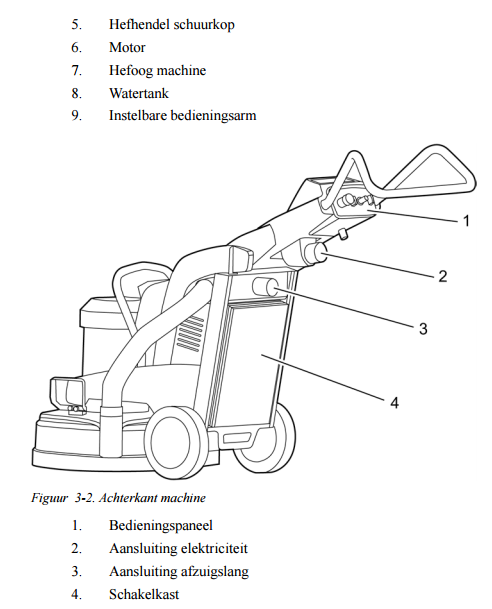 5. Hefhendel schuurkop
6. Motor
7. Hefoog machine
8. Watertank
9. Instelbare bedieningsarm
1
2
3
4
Figuur 3-2. Achterkant machine
1. Bedieningspaneel
2. Aansluiting elektriciteit
3. Aansluiting afzuigslang
4. Schakelkast